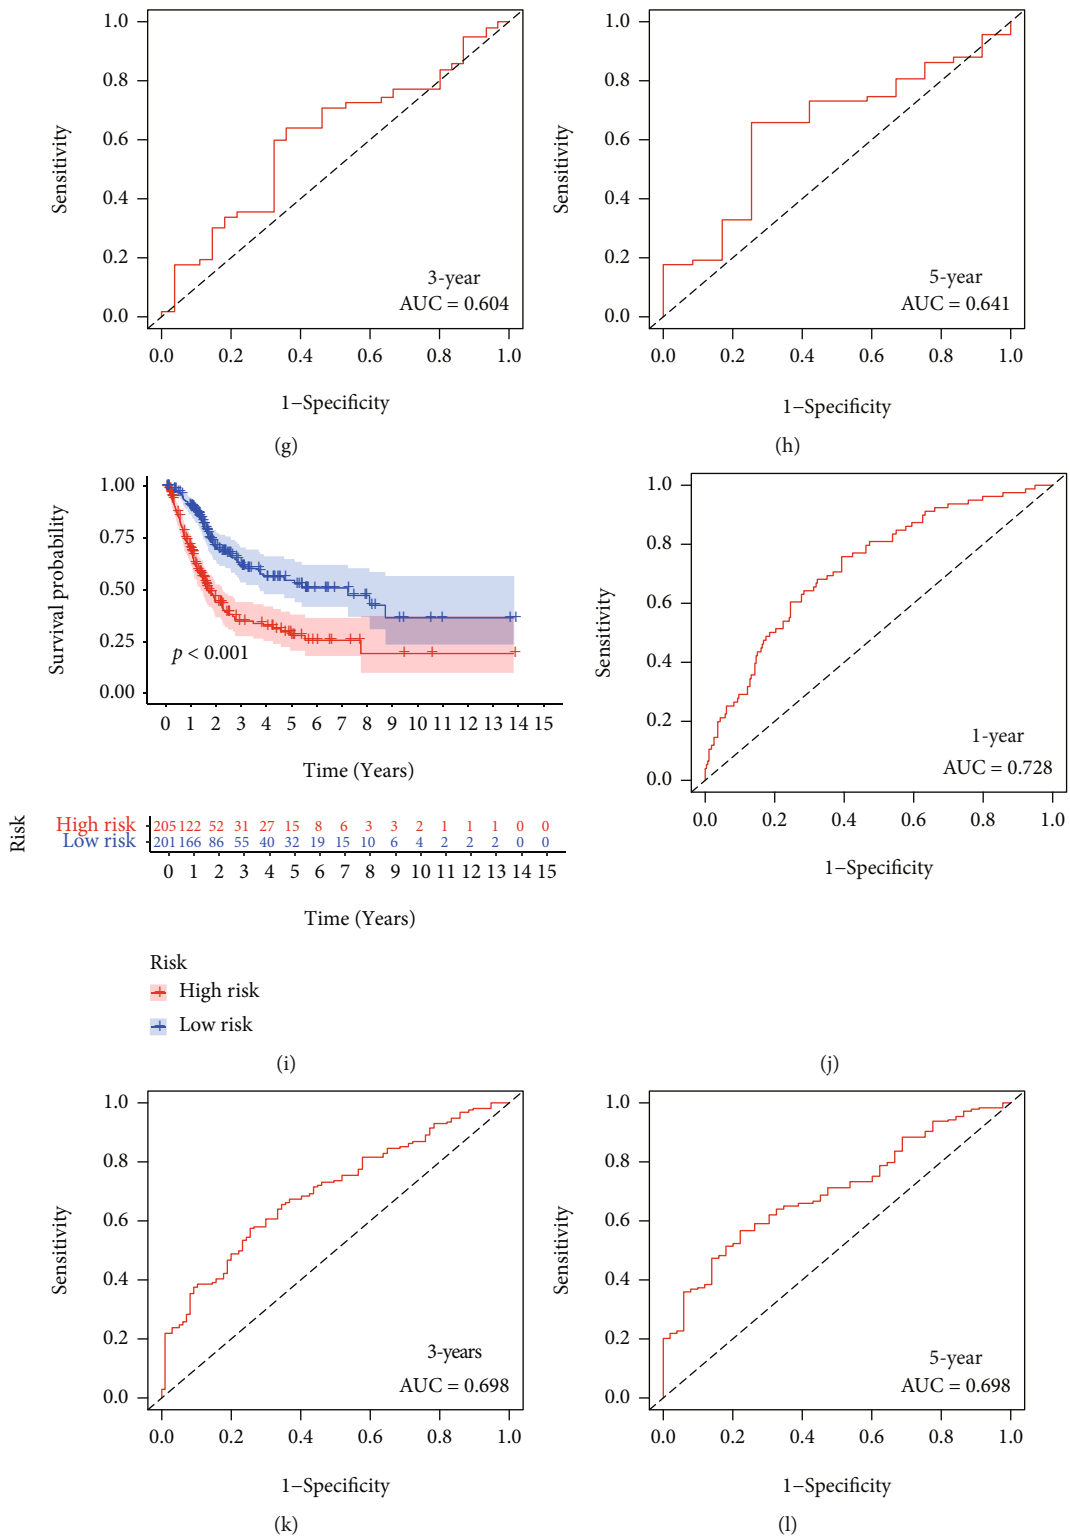 1.0
0.8
0.6
0.4
0.2
0.0
Sensitivity
3-year
AUC = 0.604
0.0 0.2 0.4 0.6 0.8 1.0
1−Specificity
(g)
1.0
0.8
0.6
0.4
0.2
0.0
Sensitivity
5-year
AUC = 0.641
0.0 0.2 0.4 0.6 0.8 1.0
1−Specificity
(h)
1.00
0.75
0.50
0.25
0.00
Survival probability
p < 0.001
0 1 2 3 4 5 6 7 8 9 10 11 12 13 14 15
Time (Years)
Risk
High risk 205 122 52 31 27 15 8 6 3 3 2 1 1 1 0 0
Low risk 201 166 86 55 40 32 19 15 10 6 4 2 2 2 0 0
0 1 2 3 4 5 6 7 8 9 10 11 12 13 14 15
Time (Years)
Risk
High risk
Low risk
(i)
1.0
0.8
0.6
0.4
0.2
0.0
Sensitivity
1-year
AUC = 0.728
0.0 0.2 0.4 0.6 0.8 1.0
1−Specificity
(j)
1.0
0.8
0.6
0.4
0.2
0.0
Sensitivity
3-years
AUC = 0.698
0.0 0.2 0.4 0.6 0.8 1.0
1−Specificity
(k)
1.0
0.8
0.6
0.4
0.2
0.0
Sensitivity
5-year
AUC = 0.698
0.0 0.2 0.4 0.6 0.8 1.0
1−Specificity
(l)